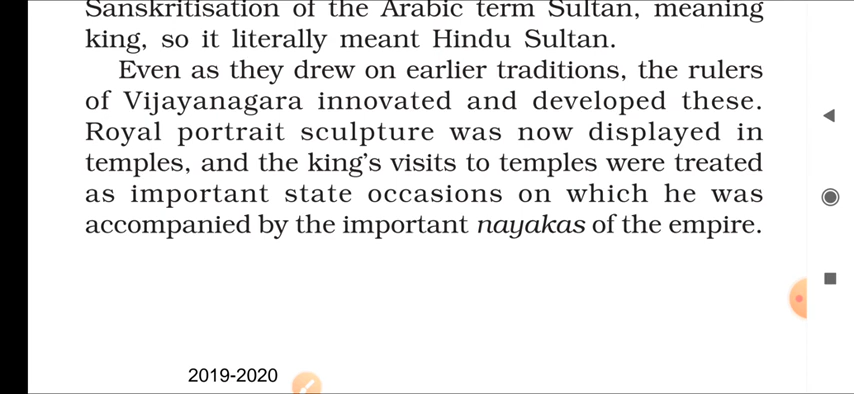 Sanskritisation of the Arabic term Sultan, meaning
king, so it literally meant Hindu Sultan.
Even as they drew on earlier traditions, the rulers
of Vijayanagara innovated and developed these.
Royal portrait sculpture was now displayed in
temples, and the king’s visits to temples were treated
as important state occasions on which he was
accompanied by the important nayakas of the empire.
2019-2020